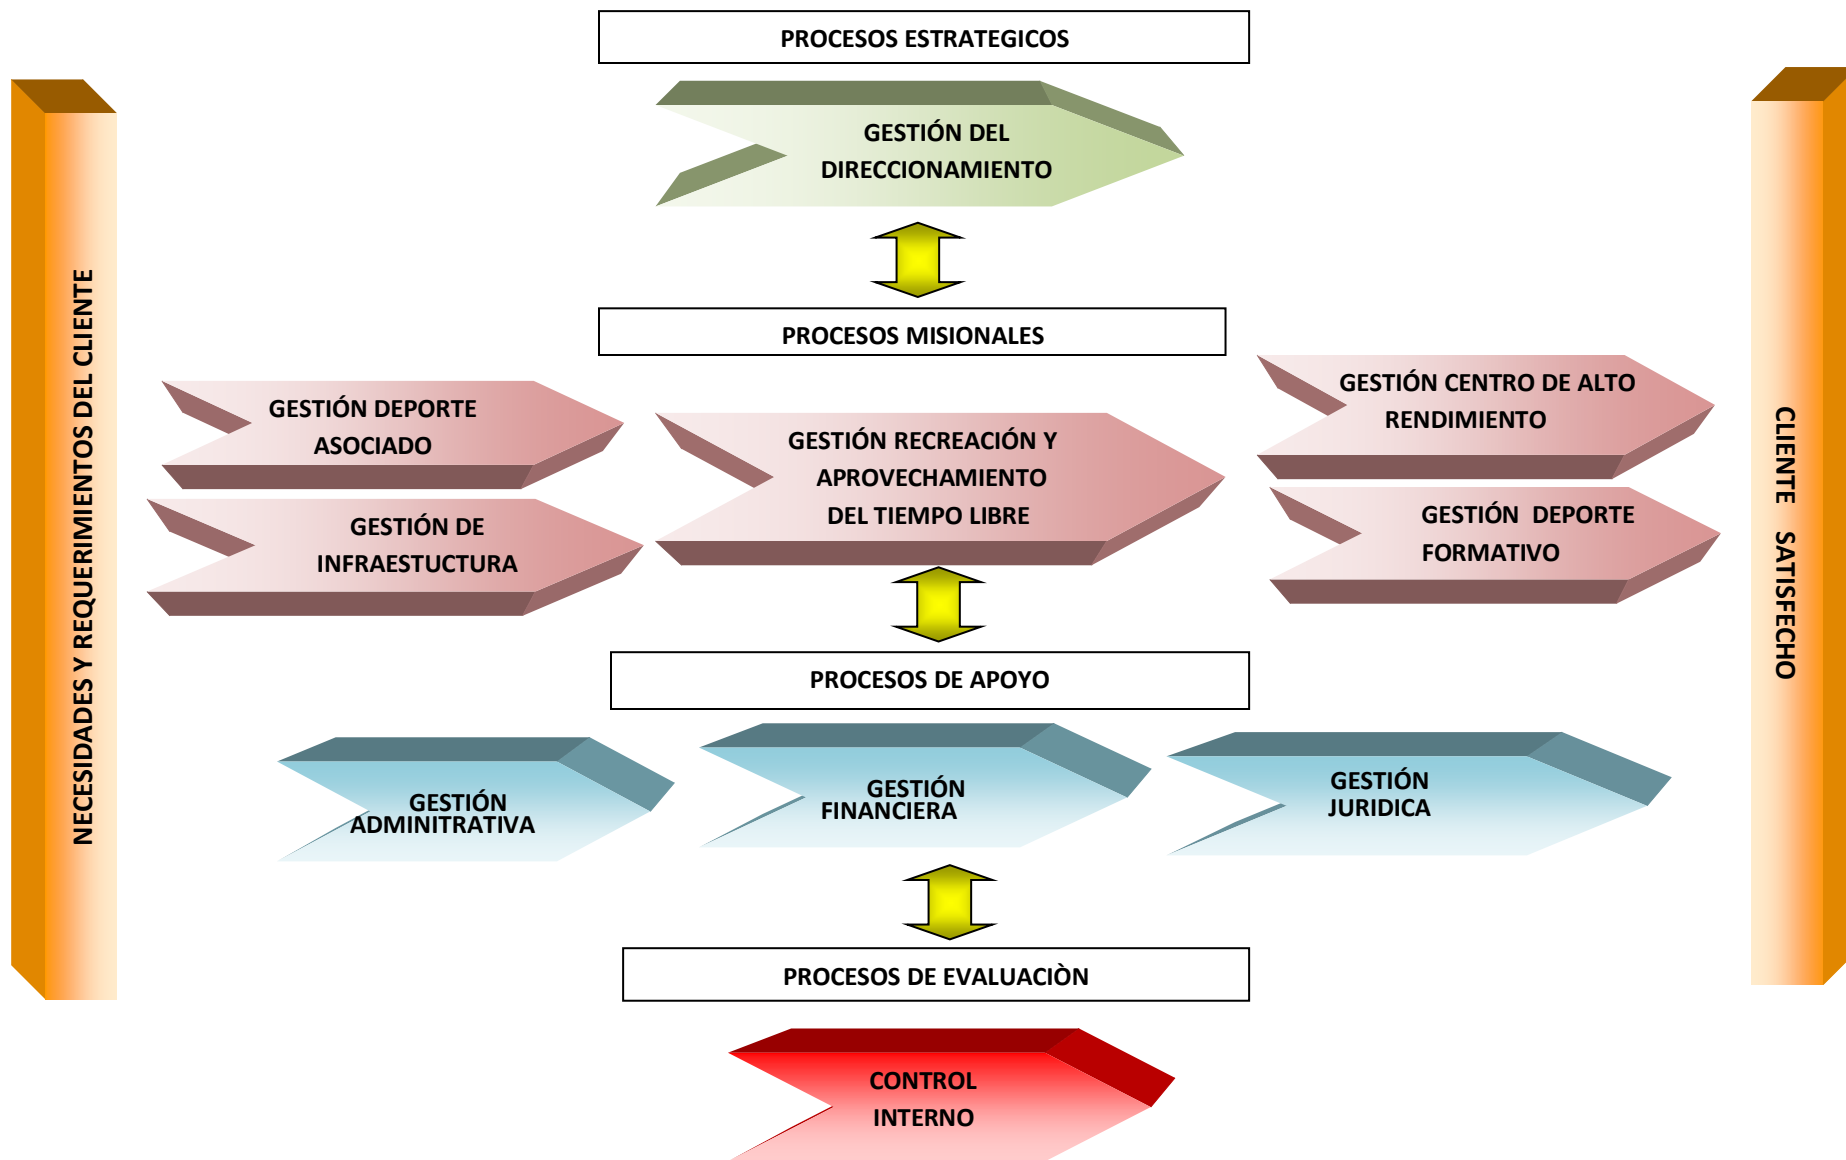 PROCESOS ESTRATEGICOS
GESTIÓN DEL
DIRECCIONAMIENTO
NECESIDADES Y REQUERIMIENTOS DEL CLIENTE
PROCESOS MISIONALES
GESTIÓN DEPORTE
ASOCIADO
GESTIÓN DE
INFRAESTUCTURA
GESTIÓN RECREACIÓN Y
APROVECHAMIENTO
DEL TIEMPO LIBRE
GESTIÓN CENTRO DE ALTO
RENDIMIENTO
GESTIÓN DEPORTE
FORMATIVO
CLIENTE SATISFECHO
PROCESOS DE APOYO
GESTIÓN
ADMINITRATIVA
GESTIÓN
FINANCIERA
GESTIÓN
JURIDICA
PROCESOS DE EVALUACIÒN
CONTROL
INTERNO